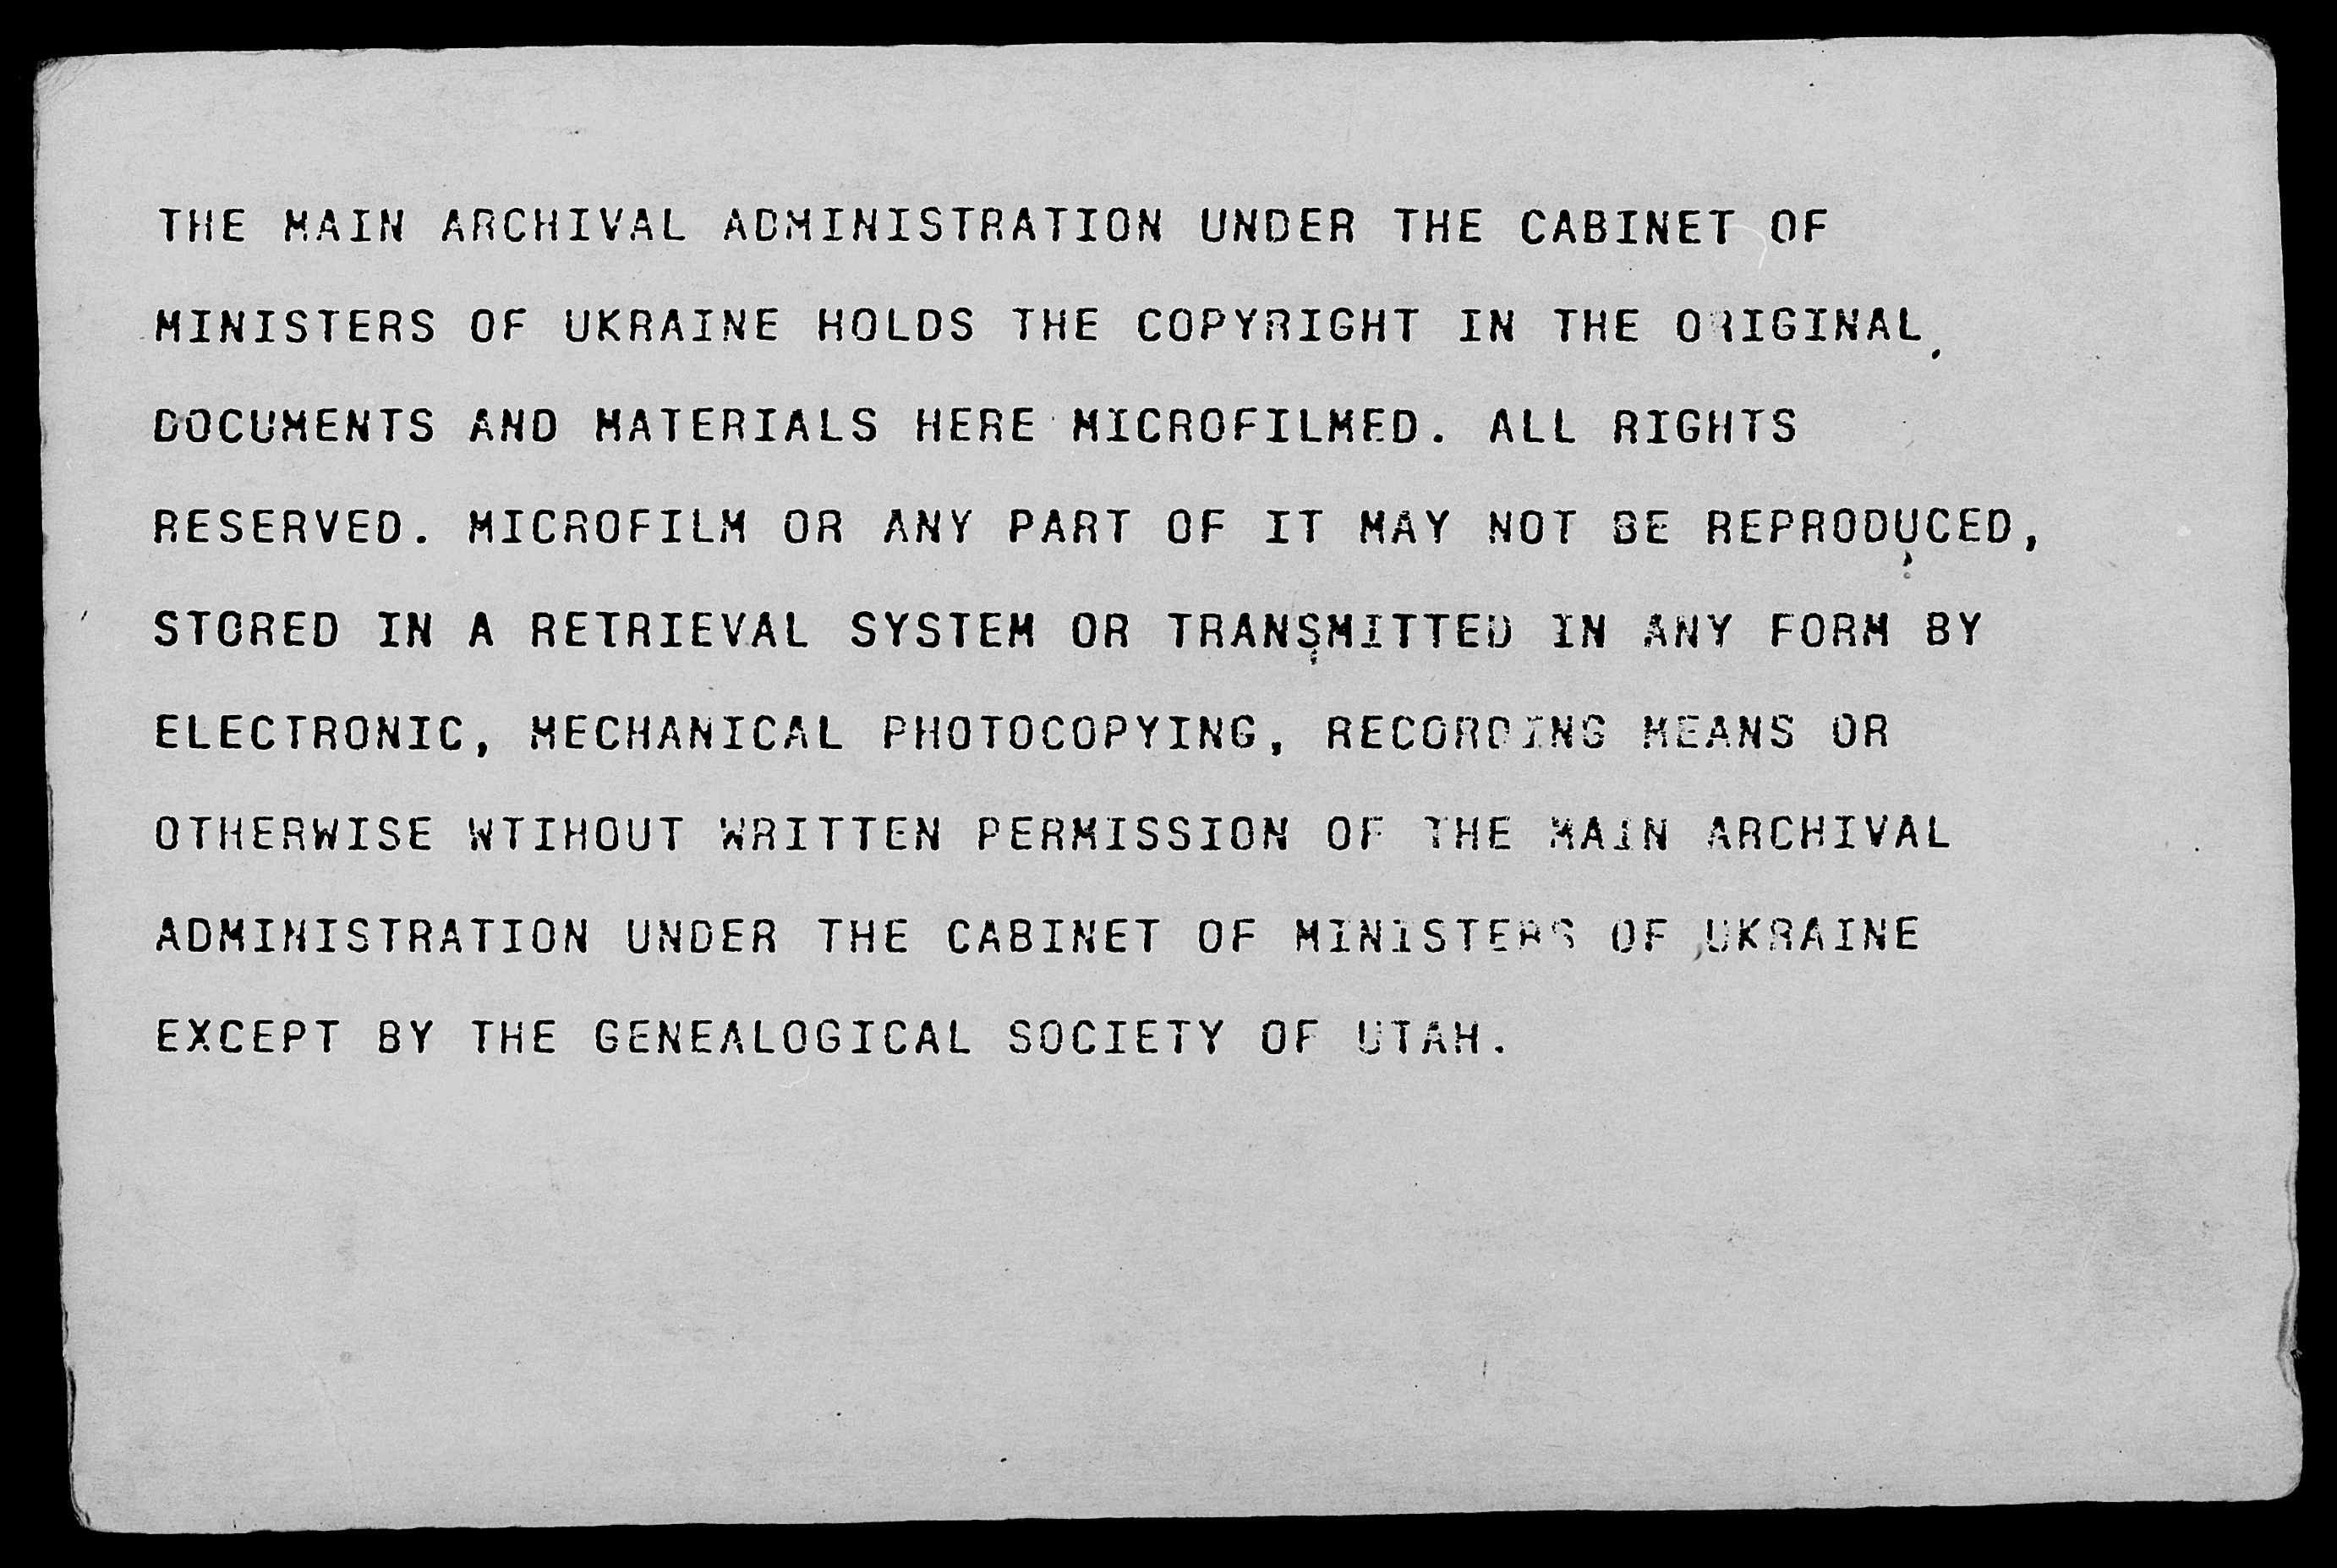 THE MAIN ARCHIVAL ADMINISTRATION UNDER THE CABINET OF
MINISTERS OF UKRAINE HOLDS THE COPYRIGHT IN THE ORIGINAL
DOCUMENTS AND MATERIALS HERE MICROFILMED. ALL RIGHTS
RESERVED. MICROFILM OR ANY PART OF IT MAY NOT BE REPRODUCED,
STORED IN A RETRIEVAL SYSTEM OR TRANSMITTED IN ANY FORM BY
ELECTRONIC, MECHANICAL PHOTOCOPYING, RECORDING MEANS OR
OTHERWISE WTIHOUT WRITTEN PERMISSION OF THE MAIN ARCHIVAL
ADMINISTRATION UNDER THE CABINET OF MINISTERS OF UKRAINE
EXCEPT BY THE GENEALOGICAL SOCIETY OF UTAH.